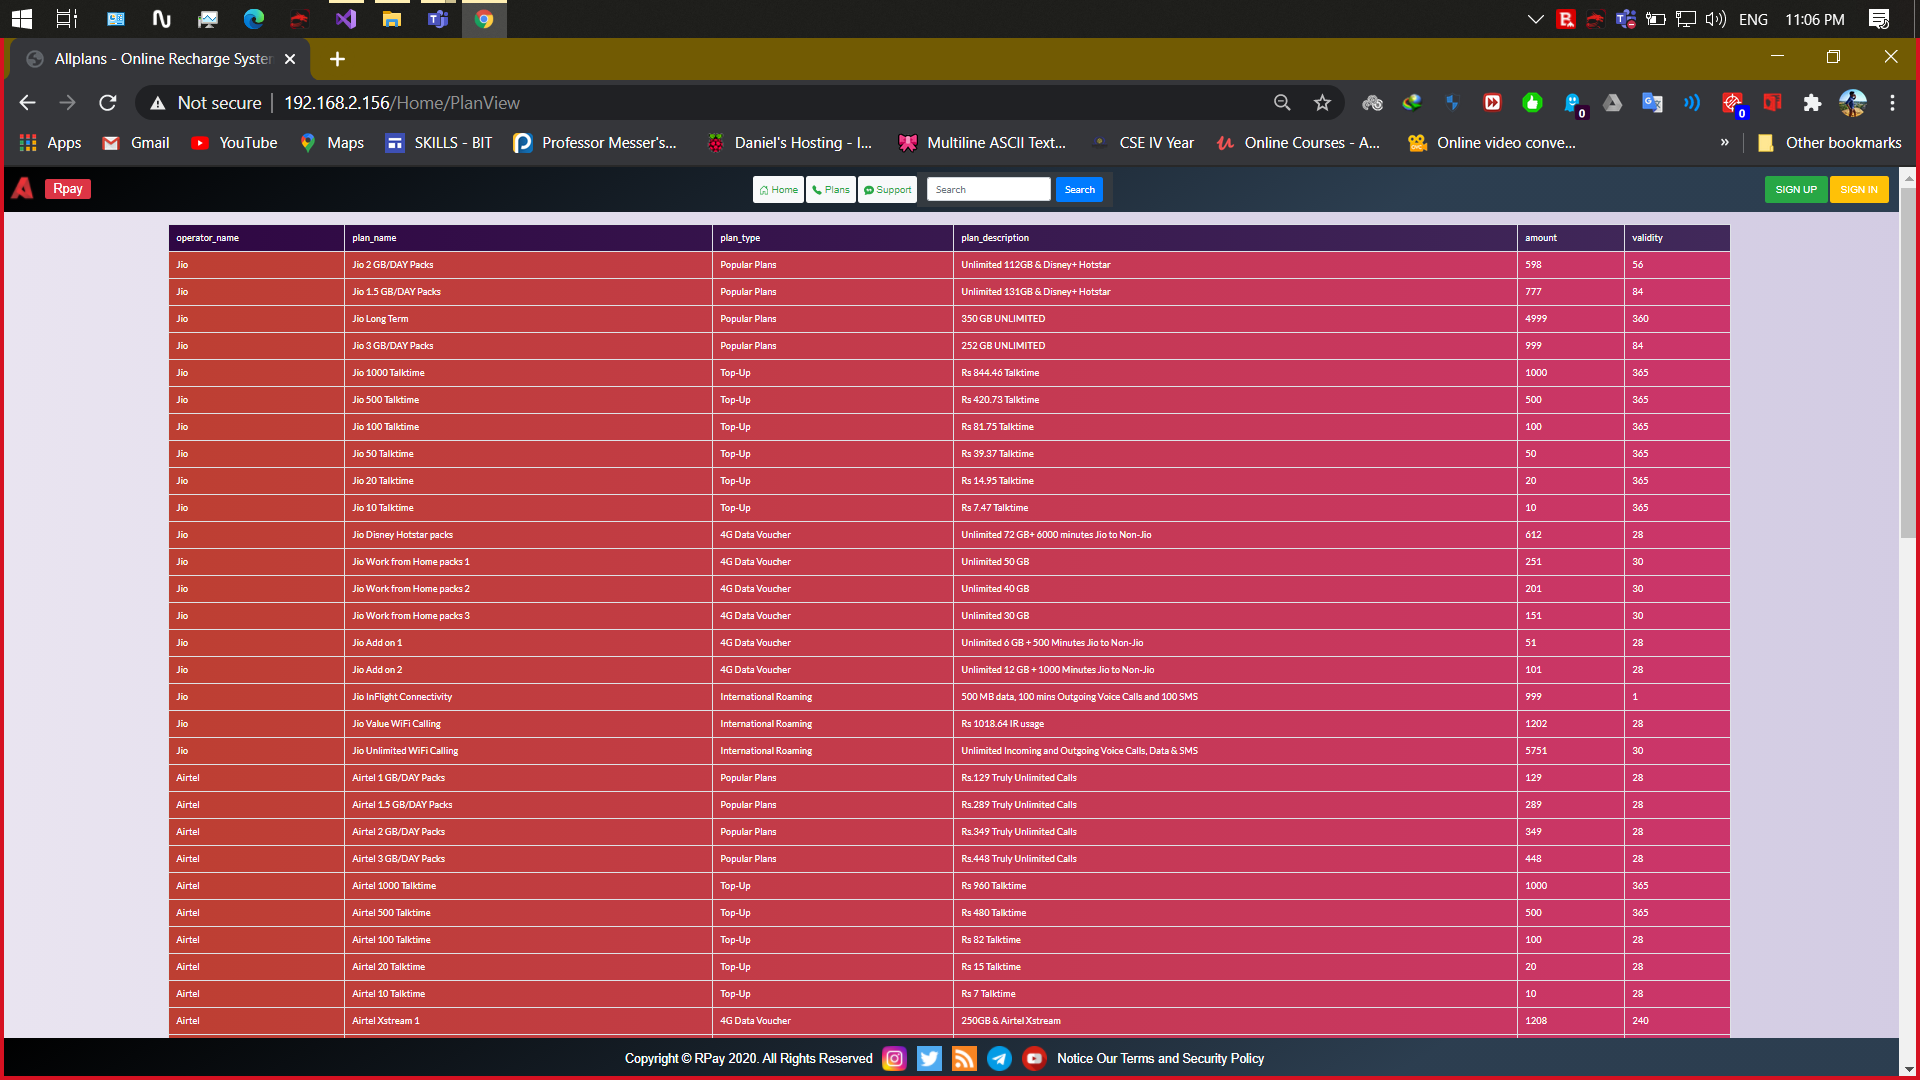 ENG 11:06 PM
Allplans - Online Recharge System
Not secure 192.168.2.156/Home/PlanView
0 0
Apps Gmail YouTube Maps SKILLS - BIT Professor Messer's... Daniel's Hosting - I... Multiline ASCII Text... CSE IV Year Online Courses - A... Online video conve... » Other bookmarks
Rpay Home Plans Support Search Search SIGN UP SIGN IN
operator_name plan_name plan_type plan_description amount validity
Jio Jio 2 GB/DAY Packs Popular Plans Unlimited 112GB & Disney+ Hotstar 598 56
Jio Jio 1.5 GB/DAY Packs Popular Plans Unlimited 131GB & Disney+ Hotstar 777 84
Jio Jio Long Term Popular Plans 350 GB UNLIMITED 4999 360
Jio Jio 3 GB/DAY Packs Popular Plans 252 GB UNLIMITED 999 84
Jio Jio 1000 Talktime Top-Up Rs 844.46 Talktime 1000 365
Jio Jio 500 Talktime Top-Up Rs 420.73 Talktime 500 365
Jio Jio 100 Talktime Top-Up Rs 81.75 Talktime 100 365
Jio Jio 50 Talktime Top-Up Rs 39.37 Talktime 50 365
Jio Jio 20 Talktime Top-Up Rs 14.95 Talktime 20 365
Jio Jio 10 Talktime Top-Up Rs 7.47 Talktime 10 365
Jio Jio Disney Hotstar packs 4G Data Voucher Unlimited 72 GB+ 6000 minutes Jio to Non-Jio 612 28
Jio Jio Work from Home packs 1 4G Data Voucher Unlimited 50 GB 251 30
Jio Jio Work from Home packs 2 4G Data Voucher Unlimited 40 GB 201 30
Jio Jio Work from Home packs 3 4G Data Voucher Unlimited 30 GB 151 30
Jio Jio Add on 1 4G Data Voucher Unlimited 6 GB + 500 Minutes Jio to Non-Jio 51 28
Jio Jio Add on 2 4G Data Voucher Unlimited 12 GB + 1000 Minutes Jio to Non-Jio 101 28
Jio Jio InFlight Connectivity International Roaming 500 MB data, 100 mins Outgoing Voice Calls and 100 SMS 999 1
Jio Jio Value WiFi Calling International Roaming Rs 1018.64 IR usage 1202 28
Jio Jio Unlimited WiFi Calling International Roaming Unlimited Incoming and Outgoing Voice Calls, Data & SMS 5751 30
Airtel Airtel 1 GB/DAY Packs Popular Plans Rs.129 Truly Unlimited Calls 129 28
Airtel Airtel 1.5 GB/DAY Packs Popular Plans Rs.289 Truly Unlimited Calls 289 28
Airtel Airtel 2 GB/DAY Packs Popular Plans Rs.349 Truly Unlimited Calls 349 28
Airtel Airtel 3 GB/DAY Packs Popular Plans Rs.448 Truly Unlimited Calls 448 28
Airtel Airtel 1000 Talktime Top-Up Rs 960 Talktime 1000 365
Airtel Airtel 500 Talktime Top-Up Rs 480 Talktime 500 365
Airtel Airtel 100 Talktime Top-Up Rs 82 Talktime 100 28
Airtel Airtel 20 Talktime Top-Up Rs 15 Talktime 20 28
Airtel Airtel 10 Talktime Top-Up Rs 7 Talktime 10 28
Airtel Airtel Xstream 1 4G Data Voucher 250GB & Airtel Xstream 1208 240
Copyright © RPay 2020. All Rights Reserved Notice Our Terms and Security Policy